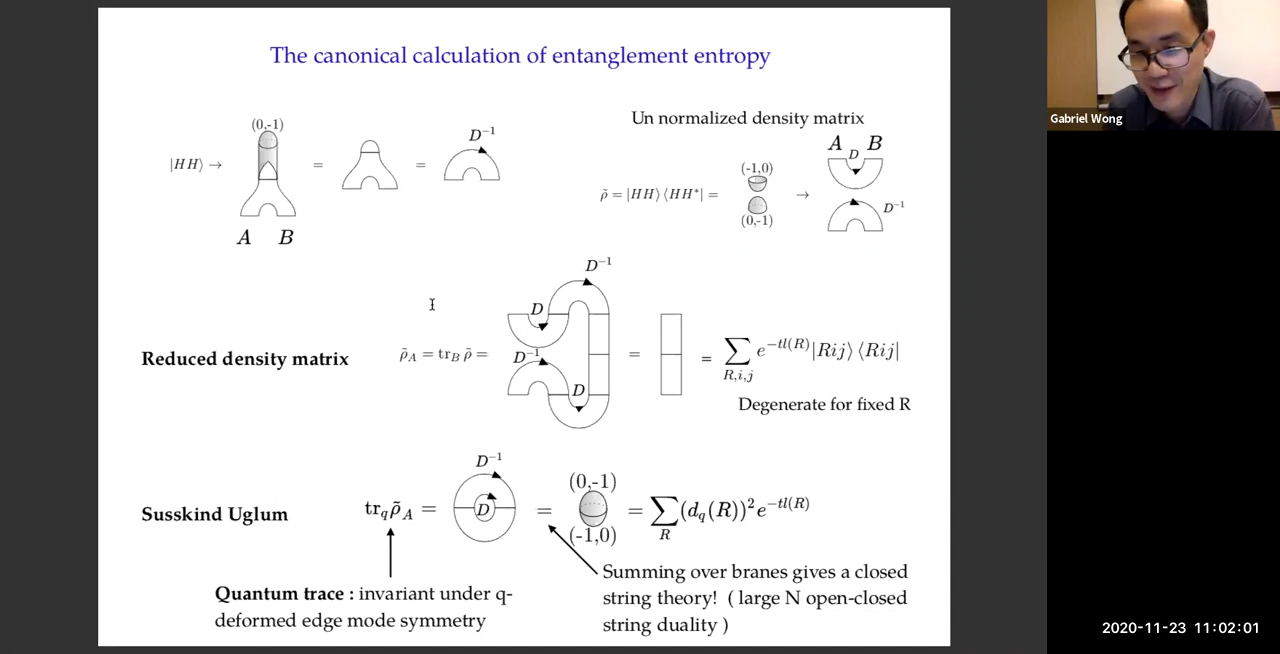 The canonical calculation of entanglement entropy
(0,-1)
|HH⟩ →
=
=
D⁻¹
A B
Un normalized density matrix
ρ̃ = |HH⟩ ⟨HH*| =
(-1,0)
(0,-1)
→
A D B
D⁻¹
Reduced density matrix
ρ̃_A = tr_B ρ̃ =
D⁻¹
D
D⁻¹
D
=
= ∑_{R,i,j} e^{-tl(R)} |Rij⟩ ⟨Rij|
Degenerate for fixed R
Susskind Uglum
tr_q ρ̃_A =
D⁻¹
D
=
(0,-1)
(-1,0)
= ∑_R (d_q(R))² e^{-tl(R)}
Quantum trace : invariant under q-
deformed edge mode symmetry
Summing over branes gives a closed
string theory! ( large N open-closed
string duality )
Gabriel Wong
2020-11-23 11:02:01